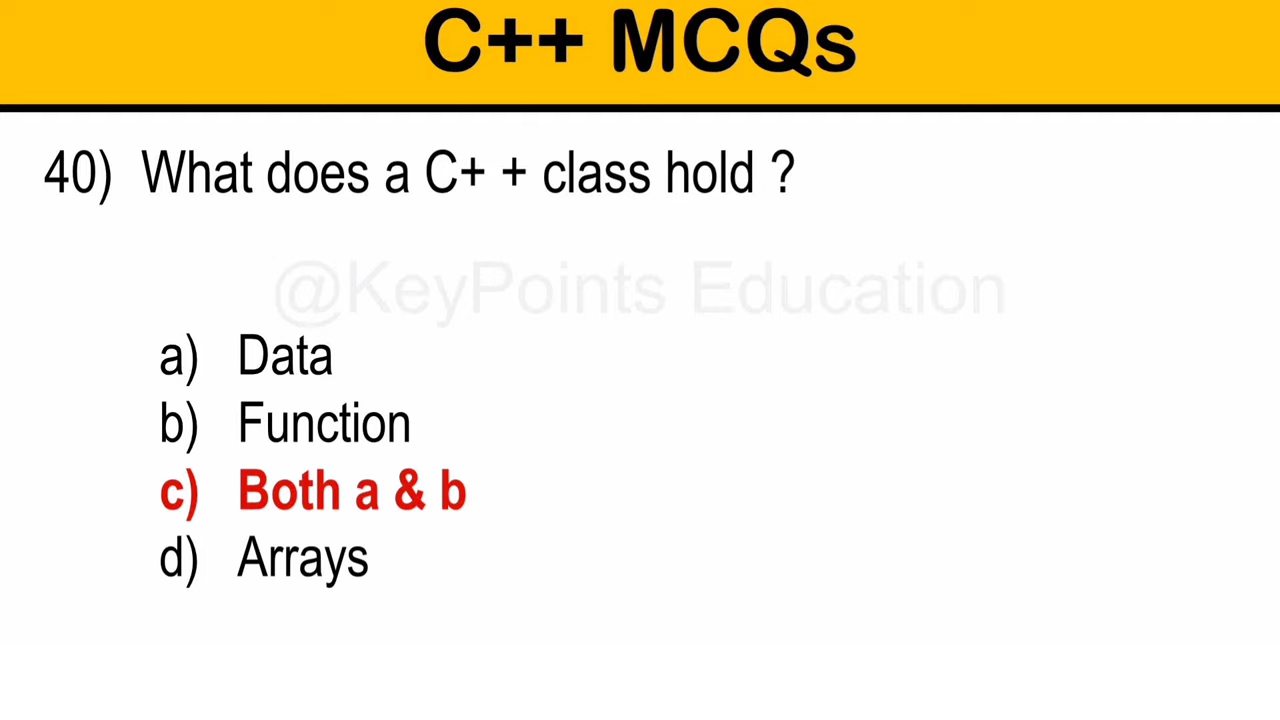 C++ MCQs
40) What does a C+ + class hold ?
@KeyPoints Education
a) Data
b) Function
c) Both a & b
d) Arrays